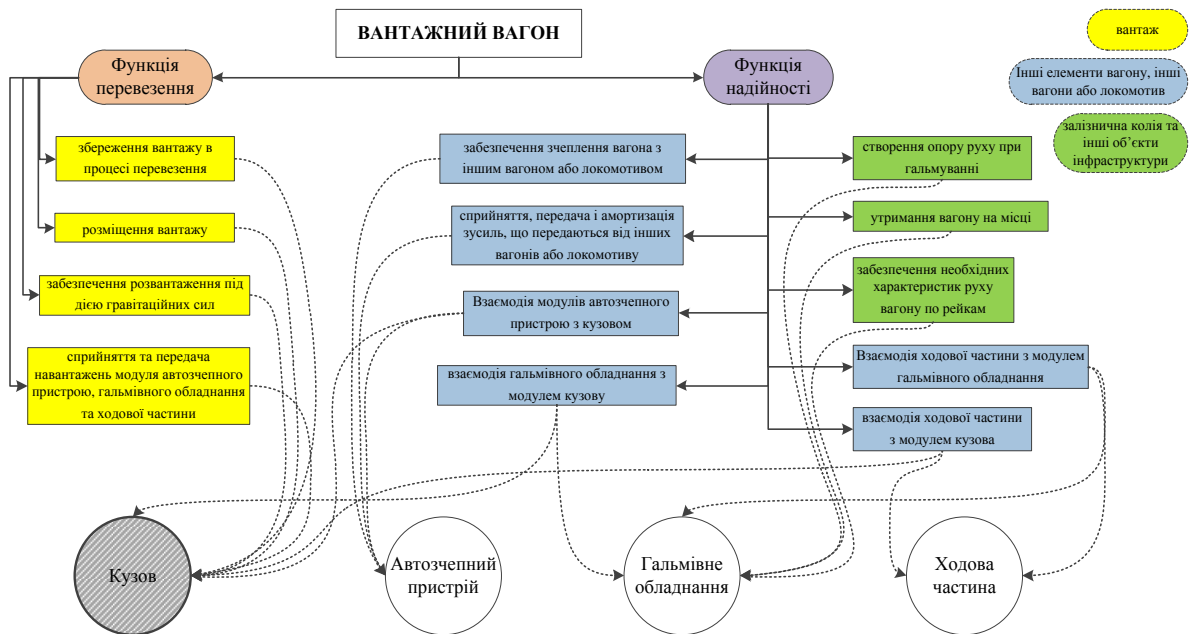 ВАНТАЖНИЙ ВАГОН
вантаж
Інші елементи вагону, інші
вагони або локомотив
залізнична колія та
інші об’єкти
інфраструктури
Функція
перевезення
Функція
надійності
збереження вантажу в
процесі перевезення
розміщення вантажу
забезпечення розвантаження під
дією гравітаційних сил
сприйняття та передача
навантажень модуля автозчепного
пристрою, гальмівного обладнання
та ходової частини
забезпечення зчеплення вагона з
іншим вагоном або локомотивом
сприйняття, передача і амортизація
зусиль, що передаються від інших
вагонів або локомотиву
Взаємодія модулів автозчепного
пристрою з кузовом
взаємодія гальмівного обладнання з
модулем кузову
створення опору руху при
гальмуванні
утримання вагону на місці
забезпечення необхідних
характеристик руху
вагону по рейкам
Взаємодія ходової частини з модулем
гальмівного обладнання
взаємодія ходової частини
з модулем кузова
Кузов
Автозчепний
пристрій
Гальмівне
обладнання
Ходова
частина